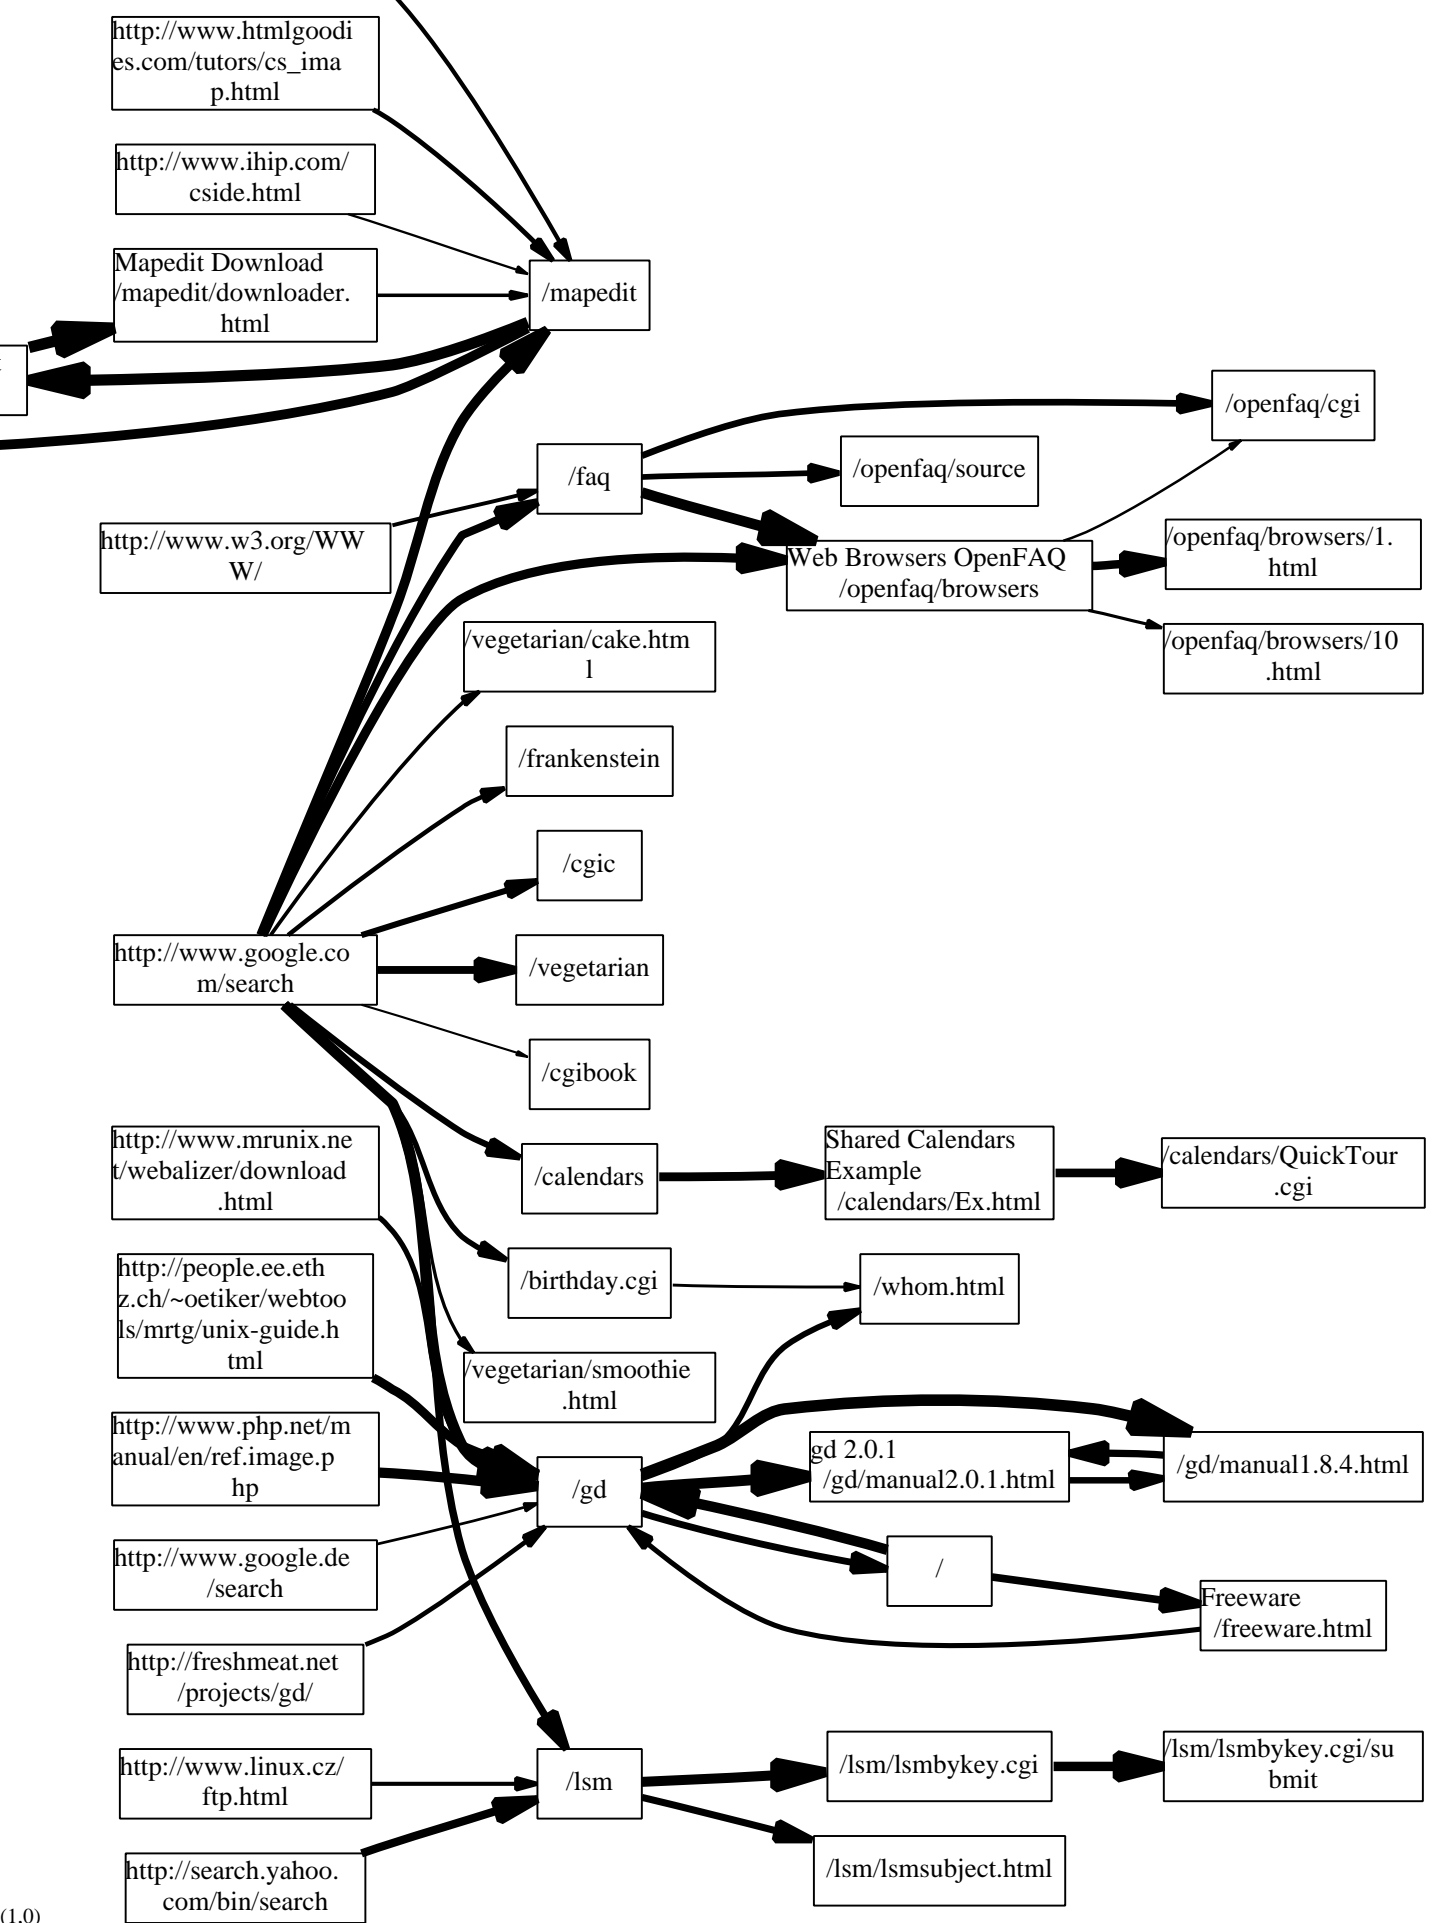 http://www.htmlgoodi
es.com/tutors/cs_ima
p.html
http://www.ihip.com/
cside.html
Mapedit Download
/mapedit/downloader.
html
/mapedit
/openfaq/cgi
/faq
/openfaq/source
http://www.w3.org/WW
W/
Web Browsers OpenFAQ
/openfaq/browsers
/openfaq/browsers/1.
html
/openfaq/browsers/10
.html
/vegetarian/cake.htm
l
/frankenstein
/cgic
http://www.google.co
m/search
/vegetarian
/cgibook
http://www.mrunix.ne
t/webalizer/download
.html
/calendars
Shared Calendars
Example
/calendars/Ex.html
/calendars/QuickTour
.cgi
http://people.ee.eth
z.ch/~oetiker/webtoo
ls/mrtg/unix-guide.h
tml
/birthday.cgi
/whom.html
/vegetarian/smoothie
.html
http://www.php.net/m
anual/en/ref.image.p
hp
/gd
gd 2.0.1
/gd/manual2.0.1.html
/gd/manual1.8.4.html
http://www.google.de
/search
/
Freeware
/freeware.html
http://freshmeat.net
/projects/gd/
http://www.linux.cz/
ftp.html
/lsm
/lsm/lsmbykey.cgi
/lsm/lsmbykey.cgi/su
bmit
http://search.yahoo.
com/bin/search
/lsm/lsmsubject.html
(1,0)